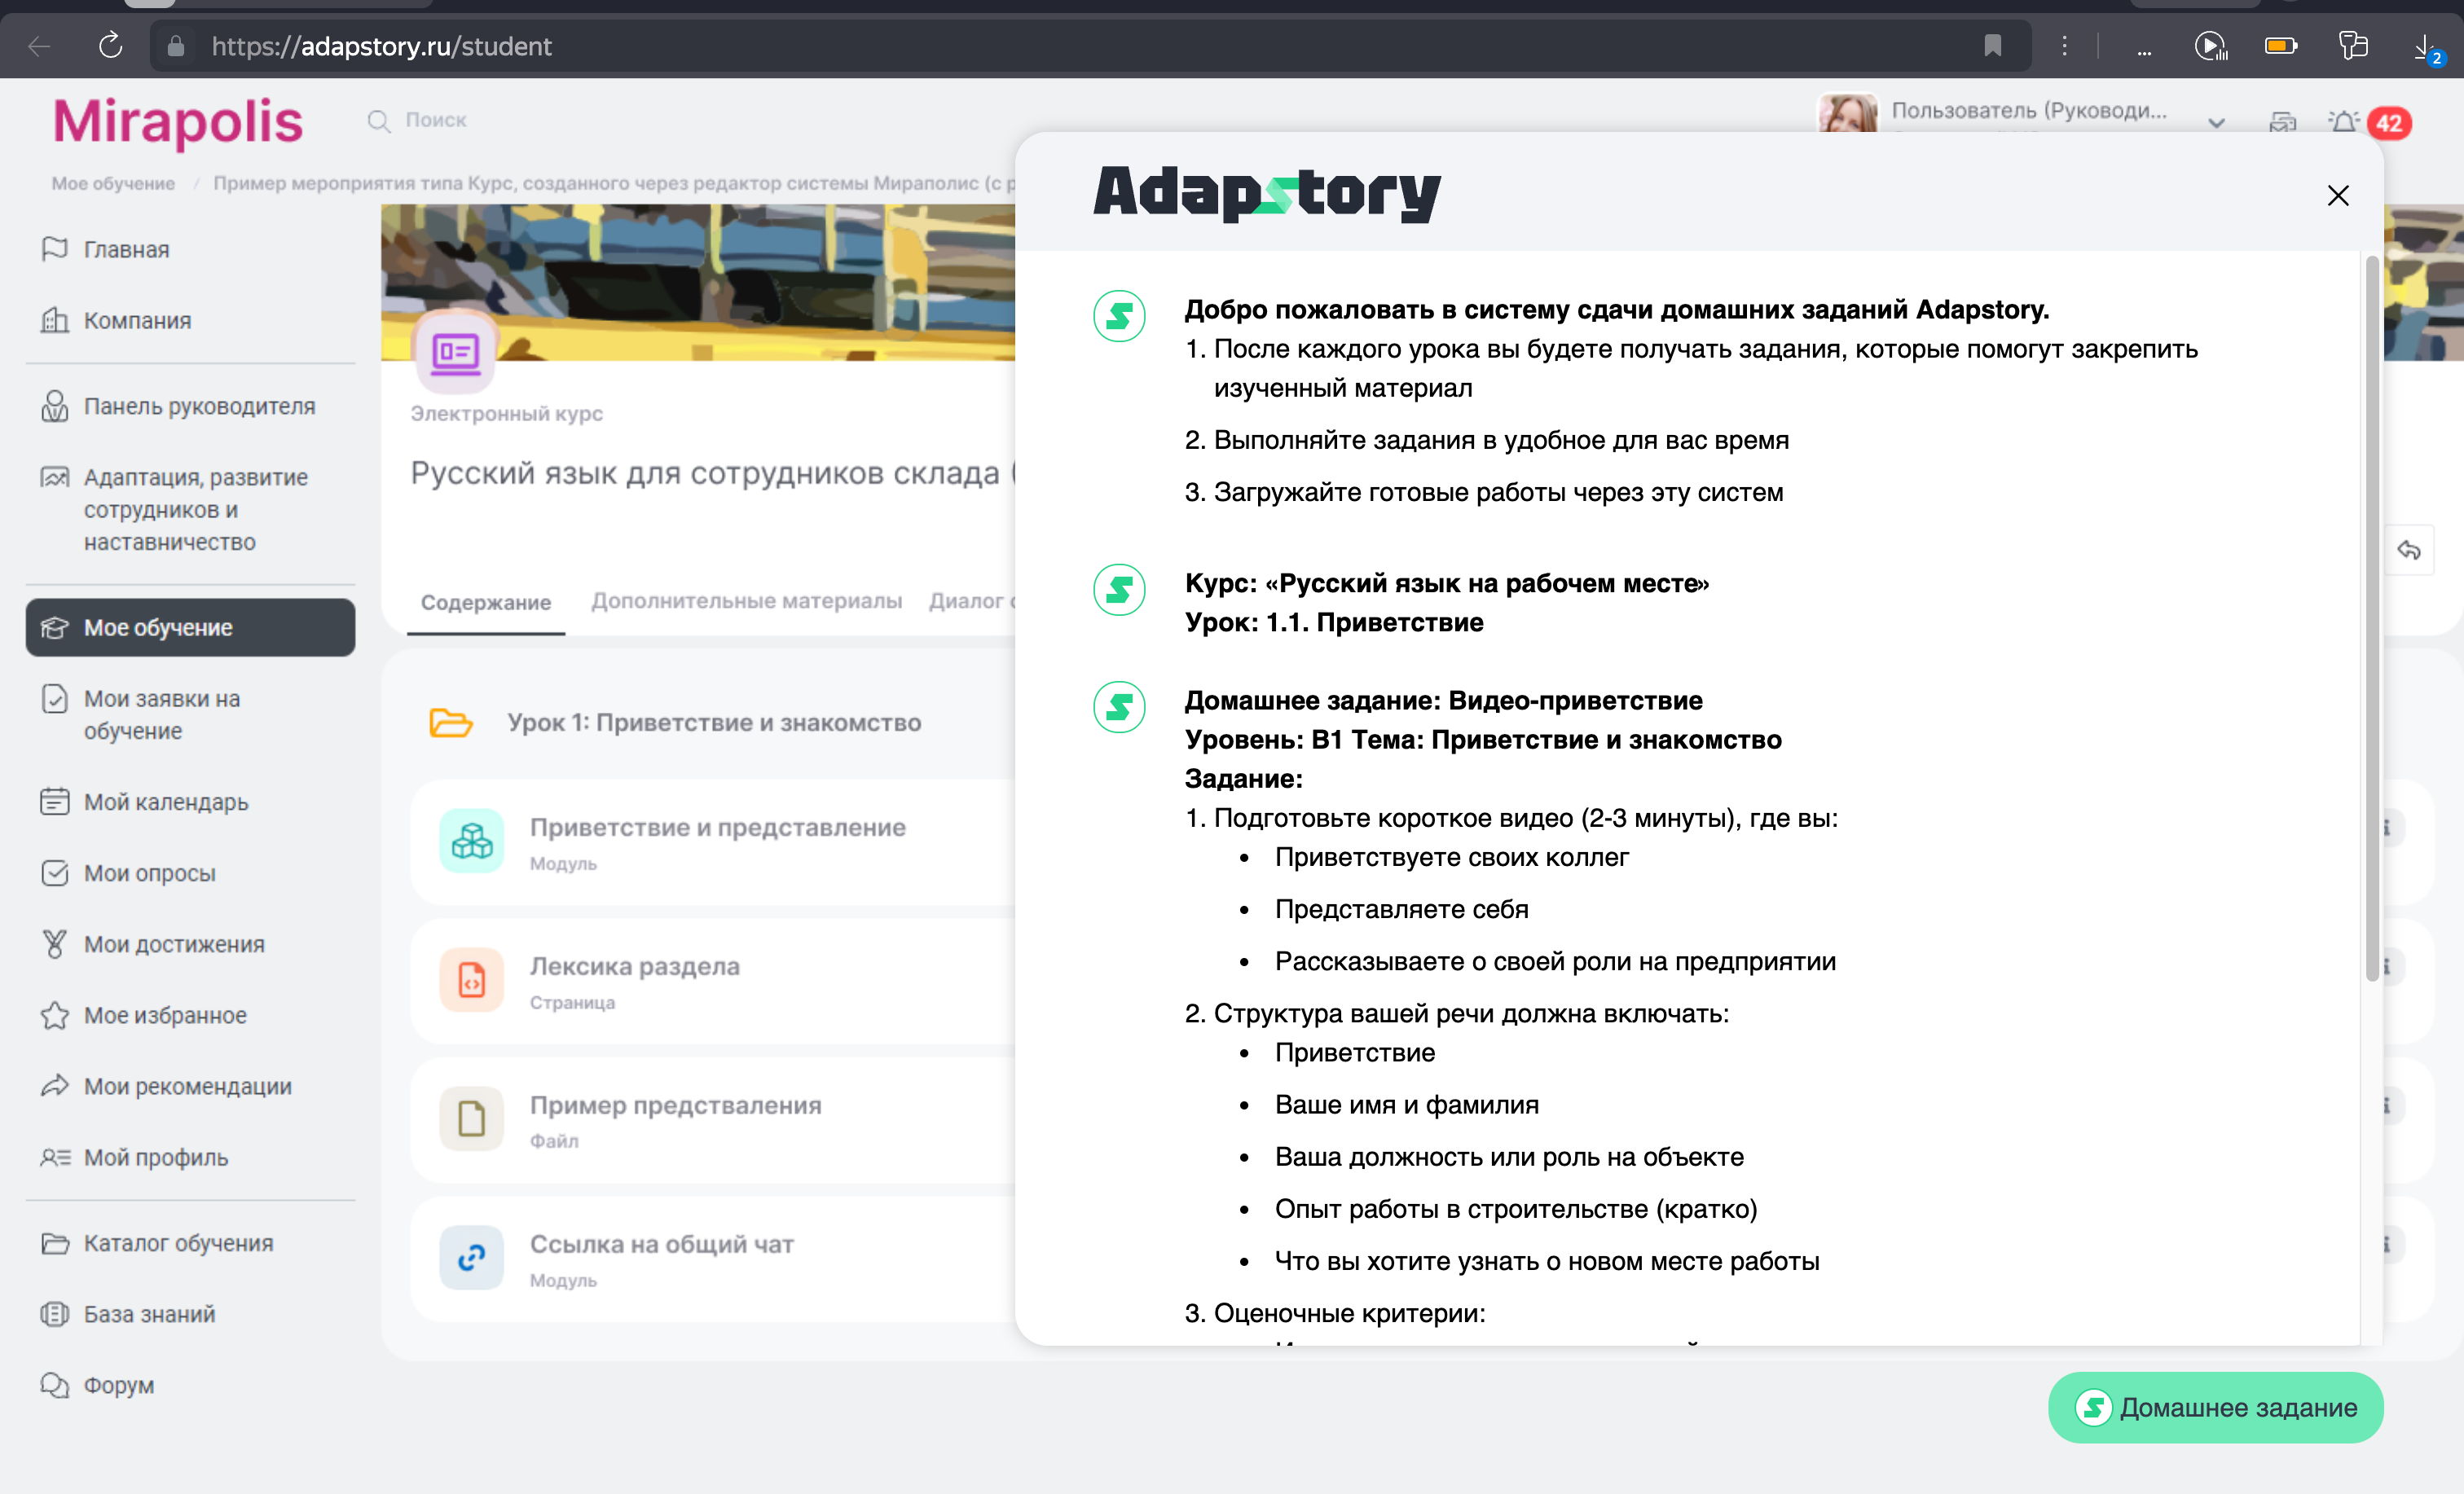 https://adapstory.ru/student
...
2
Mirapolis
Поиск
Пользователь (Руководи...
42
Мое обучение / Пример мероприятия типа Курс, созданного через редактор системы Мираполис (с р
Главная
Компания
Панель руководителя
Адаптация, развитие
сотрудников и
наставничество
Мое обучение
Мои заявки на
обучение
Мой календарь
Мои опросы
Мои достижения
Мое избранное
Мои рекомендации
Мой профиль
Каталог обучения
База знаний
Форум
Электронный курс
Русский язык для сотрудников склада (
Содержание
Дополнительные материалы
Диалог
Урок 1: Приветствие и знакомство
Приветствие и представление
Модуль
Лексика раздела
Страница
Пример предстваления
Файл
Ссылка на общий чат
Модуль
Adapstory
Добро пожаловать в систему сдачи домашних заданий Adapstory.
1. После каждого урока вы будете получать задания, которые помогут закрепить
изученный материал
2. Выполняйте задания в удобное для вас время
3. Загружайте готовые работы через эту систем
Курс: «Русский язык на рабочем месте»
Урок: 1.1. Приветствие
Домашнее задание: Видео-приветствие
Уровень: B1 Тема: Приветствие и знакомство
Задание:
1. Подготовьте короткое видео (2-3 минуты), где вы:
• Приветствуете своих коллег
• Представляете себя
• Рассказываете о своей роли на предприятии
2. Структура вашей речи должна включать:
• Приветствие
• Ваше имя и фамилия
• Ваша должность или роль на объекте
• Опыт работы в строительстве (кратко)
• Что вы хотите узнать о новом месте работы
3. Оценочные критерии:
Домашнее задание